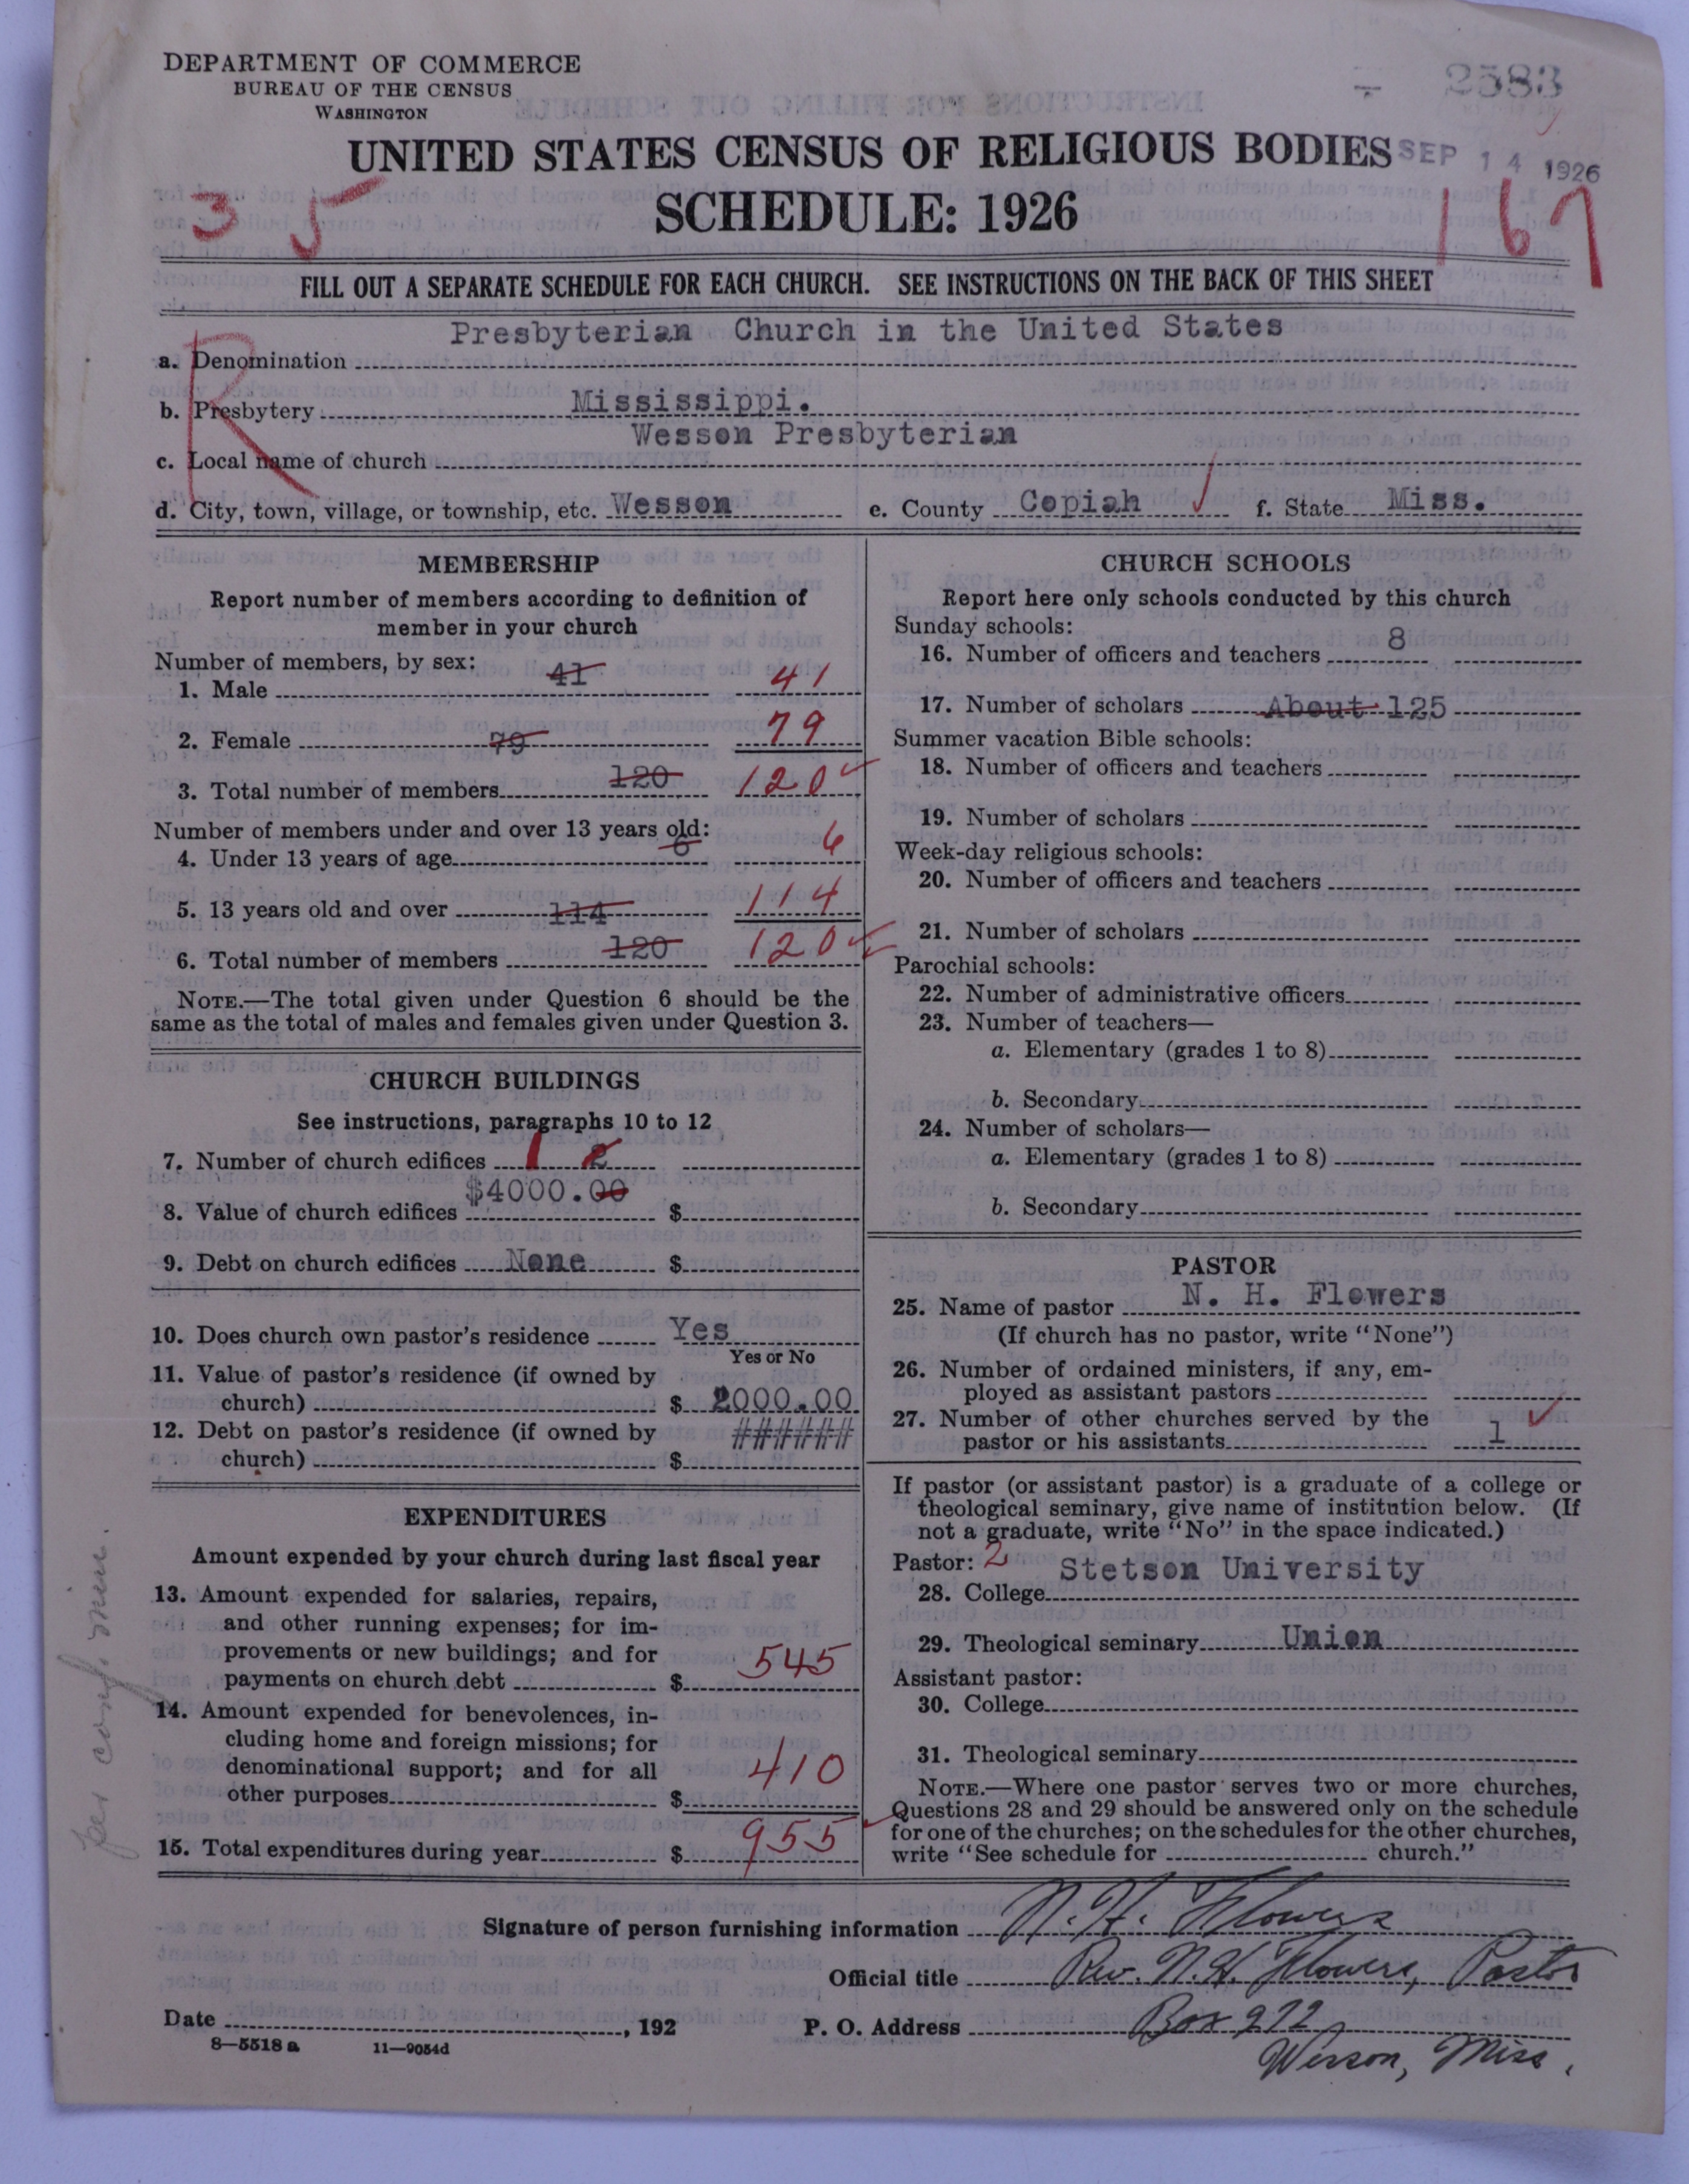 DEPARTMENT OF COMMERCE
BUREAU OF THE CENSUS
WASHINGTON
2583
UNITED STATES CENSUS OF RELIGIOUS BODIES
SEP 14 1926
SCHEDULE: 1926
3 5
167
FILL OUT A SEPARATE SCHEDULE FOR EACH CHURCH. SEE INSTRUCTIONS ON THE BACK OF THIS SHEET
R
a. Denomination Presbyterian Church in the United States
b. Presbytery Mississippi.
c. Local name of church Wesson Presbyterian
d. City, town, village, or township, etc. Wesson e. County Copiah f. State Miss.
MEMBERSHIP
Report number of members according to definition of
member in your church
Number of members, by sex:
1. Male 41 41
2. Female 79 79
3. Total number of members 120 120
Number of members under and over 13 years old:
4. Under 13 years of age 6 6
5. 13 years old and over 114 114
6. Total number of members 120 120
NOTE.—The total given under Question 6 should be the
same as the total of males and females given under Question 3.
CHURCH BUILDINGS
See instructions, paragraphs 10 to 12
7. Number of church edifices 1 2
8. Value of church edifices $4000.00 $
9. Debt on church edifices None $
10. Does church own pastor's residence Yes
Yes or No
11. Value of pastor's residence (if owned by
church) $ 2000.00
12. Debt on pastor's residence (if owned by ######
church) $
EXPENDITURES
Amount expended by your church during last fiscal year
13. Amount expended for salaries, repairs,
and other running expenses; for im-
provements or new buildings; and for
payments on church debt $ 545
14. Amount expended for benevolences, in-
cluding home and foreign missions; for
denominational support; and for all
other purposes $ 410
15. Total expenditures during year $ 955
per conf. min.
CHURCH SCHOOLS
Report here only schools conducted by this church
Sunday schools:
16. Number of officers and teachers 8
17. Number of scholars About 125
Summer vacation Bible schools:
18. Number of officers and teachers
19. Number of scholars
Week-day religious schools:
20. Number of officers and teachers
21. Number of scholars
Parochial schools:
22. Number of administrative officers
23. Number of teachers—
a. Elementary (grades 1 to 8)
b. Secondary
24. Number of scholars—
a. Elementary (grades 1 to 8)
b. Secondary
PASTOR
25. Name of pastor N. H. Flowers
(If church has no pastor, write "None")
26. Number of ordained ministers, if any, em-
ployed as assistant pastors
27. Number of other churches served by the
pastor or his assistants 1
If pastor (or assistant pastor) is a graduate of a college or
theological seminary, give name of institution below. (If
not a graduate, write "No" in the space indicated.)
Pastor: 2
28. College Stetson University
29. Theological seminary Union
Assistant pastor:
30. College
31. Theological seminary
NOTE.—Where one pastor serves two or more churches,
Questions 28 and 29 should be answered only on the schedule
for one of the churches; on the schedules for the other churches,
write "See schedule for church."
Signature of person furnishing information N. H. Flowers
Official title Rev. N. H. Flowers, Pastor
Date , 192 P. O. Address Box 272
Wesson, Miss.
8—5518 a 11—9054d